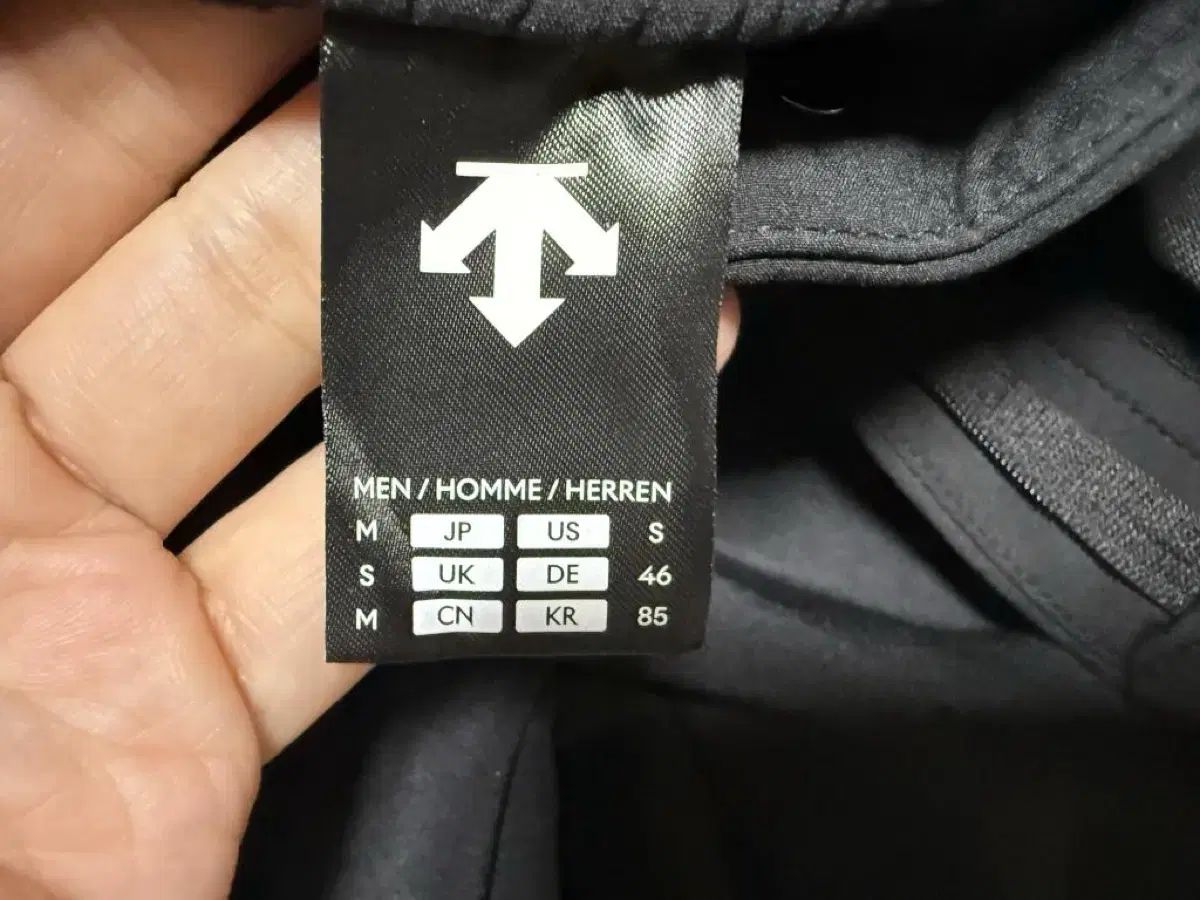 MEN / HOMME / HERREN
M JP US S
S UK DE 46
M CN KR 85